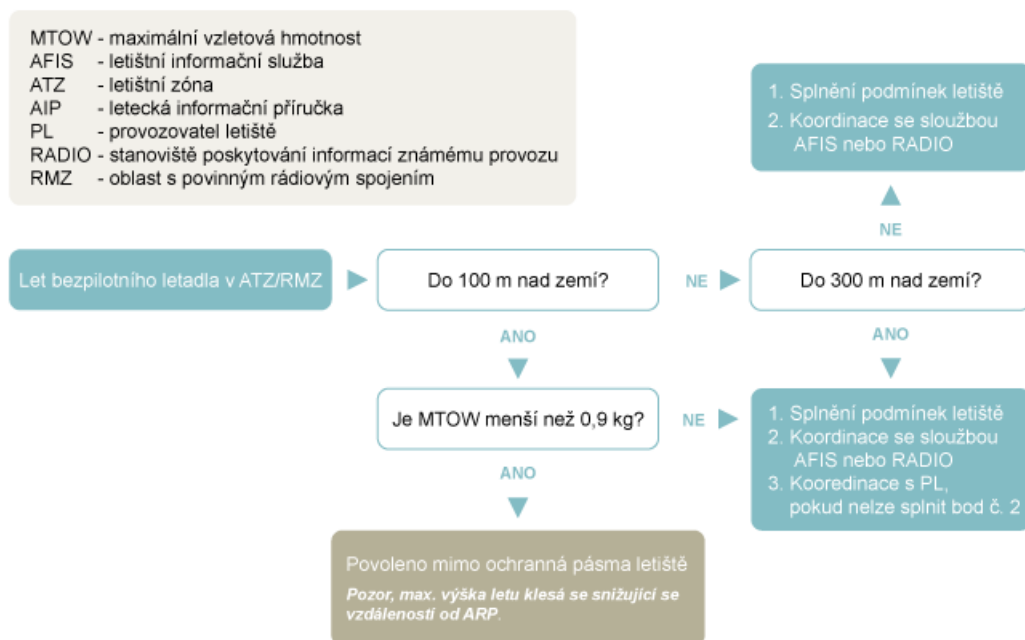 MTOW - maximální vzletová hmotnost
AFIS - letištní informační služba
ATZ - letištní zóna
AIP - letecká informační příručka
PL - provozovatel letiště
RADIO - stanoviště poskytování informací známému provozu
RMZ - oblast s povinným rádiovým spojením
1. Splnění podmínek letiště
2. Koordinace se sloužbou
AFIS nebo RADIO
NE
Let bezpilotního letadla v ATZ/RMZ
Do 100 m nad zemí?
NE
Do 300 m nad zemí?
ANO
ANO
Je MTOW menší než 0,9 kg?
NE
1. Splnění podmínek letiště
2. Koordinace se sloužbou
AFIS nebo RADIO
3. Kooredinace s PL,
pokud nelze splnit bod č. 2
ANO
Povoleno mimo ochranná pásma letiště
Pozor, max. výška letu klesá se snižující se
vzdáleností od ARP.